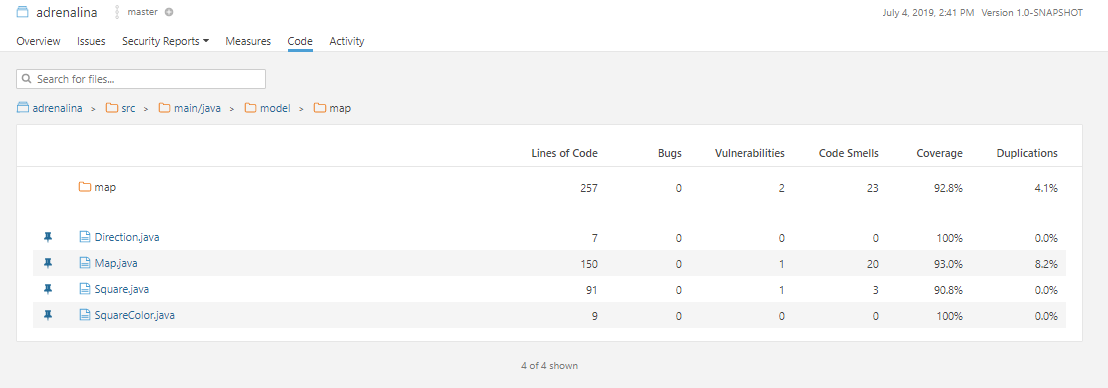 adrenalina master July 4, 2019, 2:41 PM Version 1.0-SNAPSHOT
Overview Issues Security Reports Measures Code Activity
Search for files...
adrenalina > src > main/java > model > map
Lines of Code Bugs Vulnerabilities Code Smells Coverage Duplications
map 257 0 2 23 92.8% 4.1%
Direction.java 7 0 0 0 100% 0.0%
Map.java 150 0 1 20 93.0% 8.2%
Square.java 91 0 1 3 90.8% 0.0%
SquareColor.java 9 0 0 0 100% 0.0%
4 of 4 shown